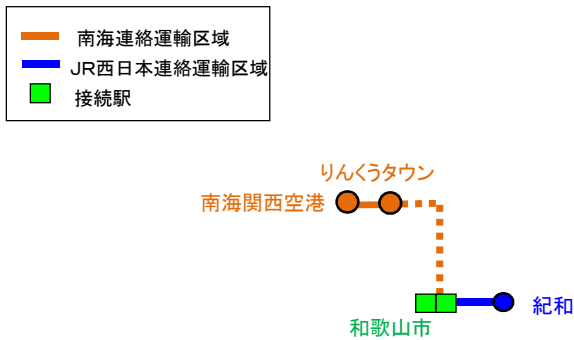 南海連絡運輸区域
JR西日本連絡運輸区域
接続駅
りんくうタウン
南海関西空港
紀和
和歌山市